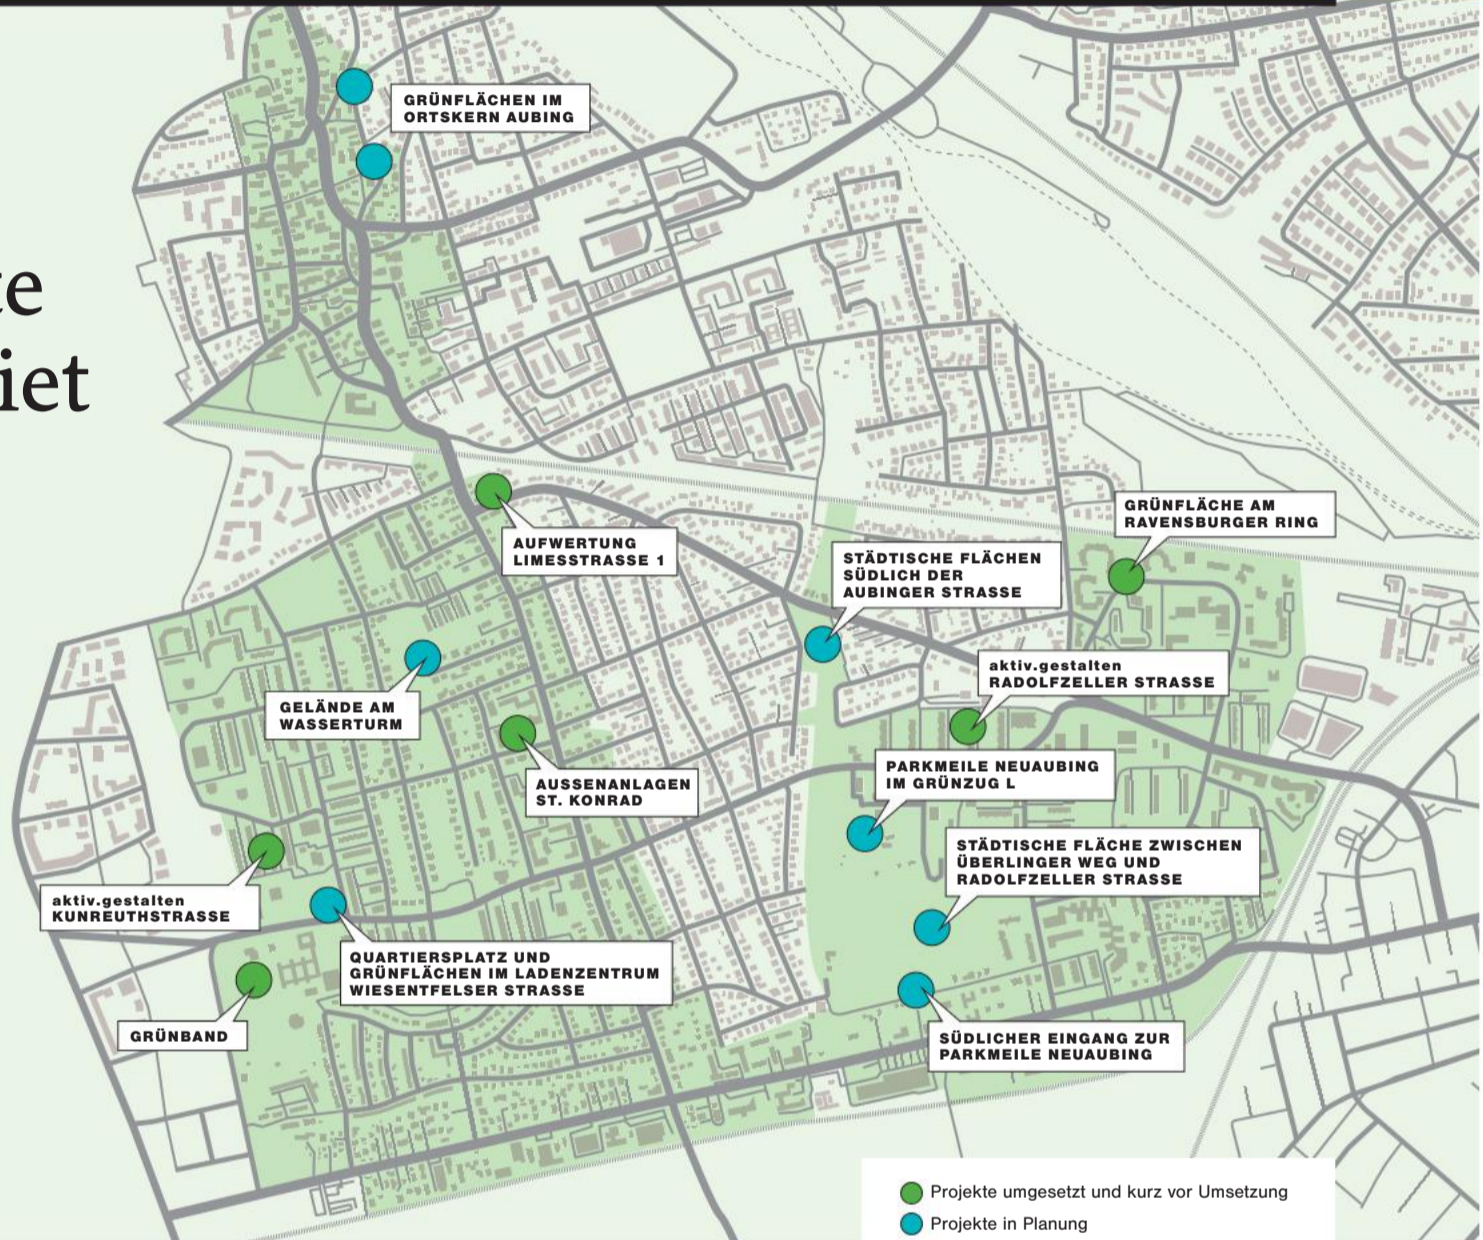 te
iet
GRÜNFLÄCHEN IM
ORTSKERN AUBING
AUFWERTUNG
LIMESSTRASSE 1
GRÜNFLÄCHE AM
RAVENSBURGER RING
STÄDTISCHE FLÄCHEN
SÜDLICH DER
AUBINGER STRASSE
aktiv.gestalten
RADOLFZELLER STRASSE
GELÄNDE AM
WASSERTURM
AUSSENANLAGEN
ST. KONRAD
PARKMEILE NEUAUBING
IM GRÜNZUG L
STÄDTISCHE FLÄCHE ZWISCHEN
ÜBERLINGER WEG UND
RADOLFZELLER STRASSE
aktiv.gestalten
KUNREUTHSTRASSE
QUARTIERSPLATZ UND
GRÜNFLÄCHEN IM LADENZENTRUM
WIESENTFELSER STRASSE
GRÜNBAND
SÜDLICHER EINGANG ZUR
PARKMEILE NEUAUBING
Projekte umgesetzt und kurz vor Umsetzung
Projekte in Planung